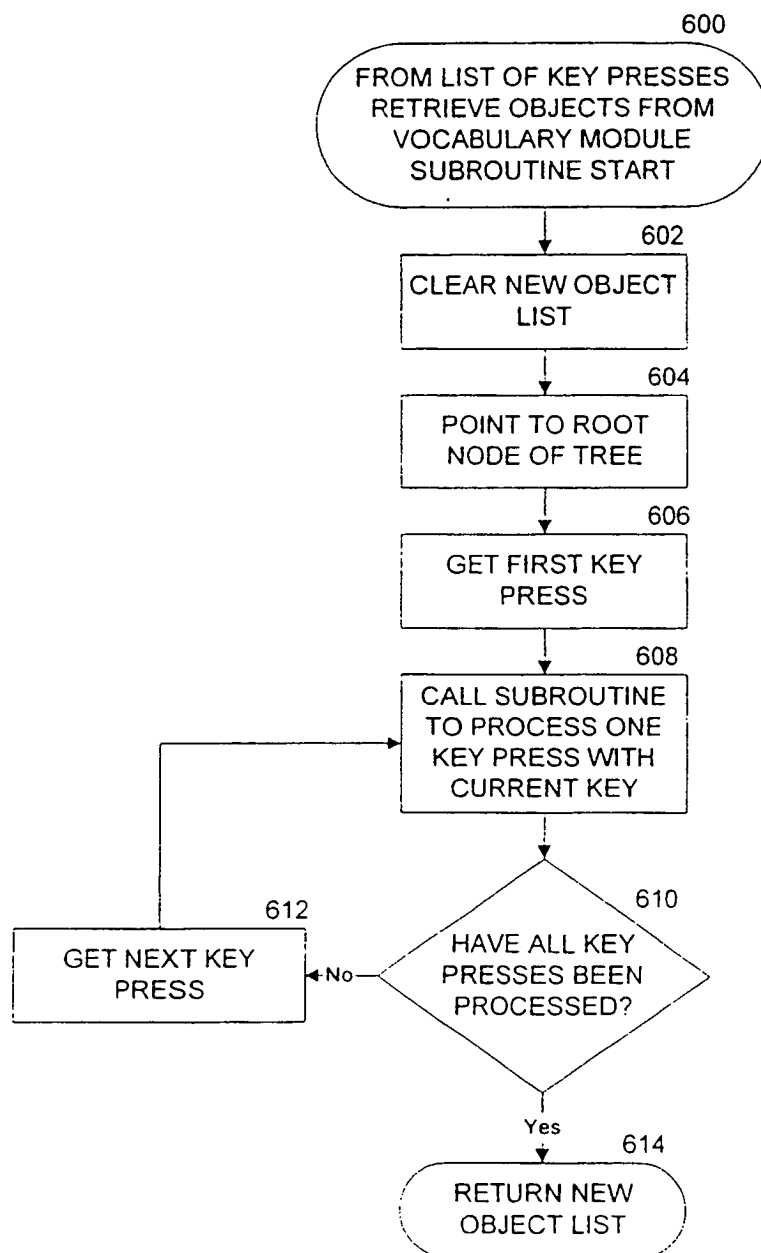 600
FROM LIST OF KEY PRESSES
RETRIEVE OBJECTS FROM
VOCABULARY MODULE
SUBROUTINE START
602
CLEAR NEW OBJECT
LIST
604
POINT TO ROOT
NODE OF TREE
606
GET FIRST KEY
PRESS
608
CALL SUBROUTINE
TO PROCESS ONE
KEY PRESS WITH
CURRENT KEY
610
HAVE ALL KEY
PRESSES BEEN
PROCESSED?
612
GET NEXT KEY
PRESS
No
Yes
614
RETURN NEW
OBJECT LIST